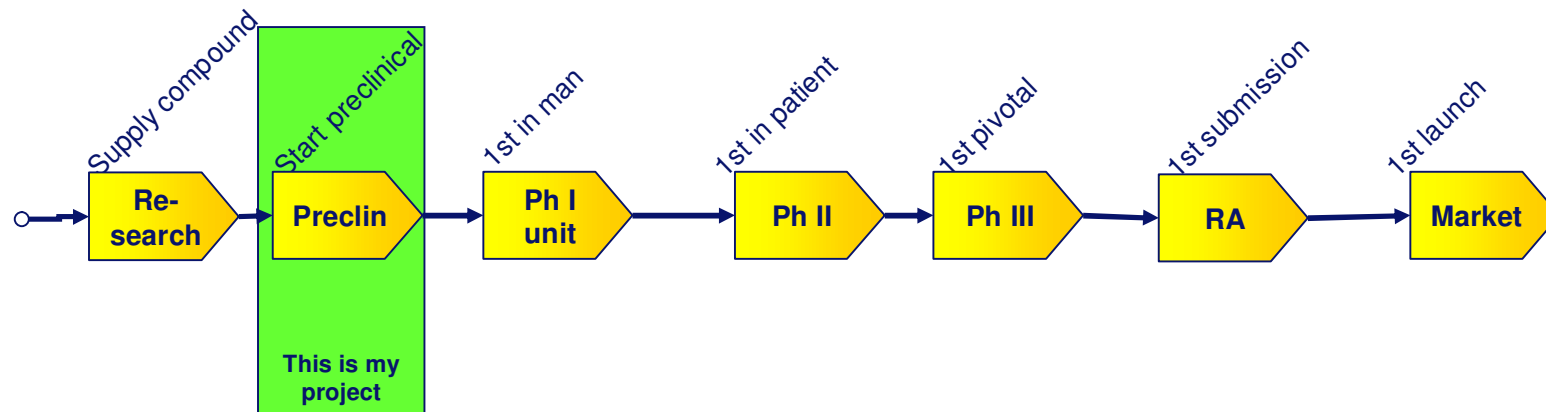 Supply compound
Start preclinical
1st in man
1st in patient
1st pivotal
1st submission
1st launch
Re-
search
Preclin
Ph I
unit
Ph II
Ph III
RA
Market
This is my
project